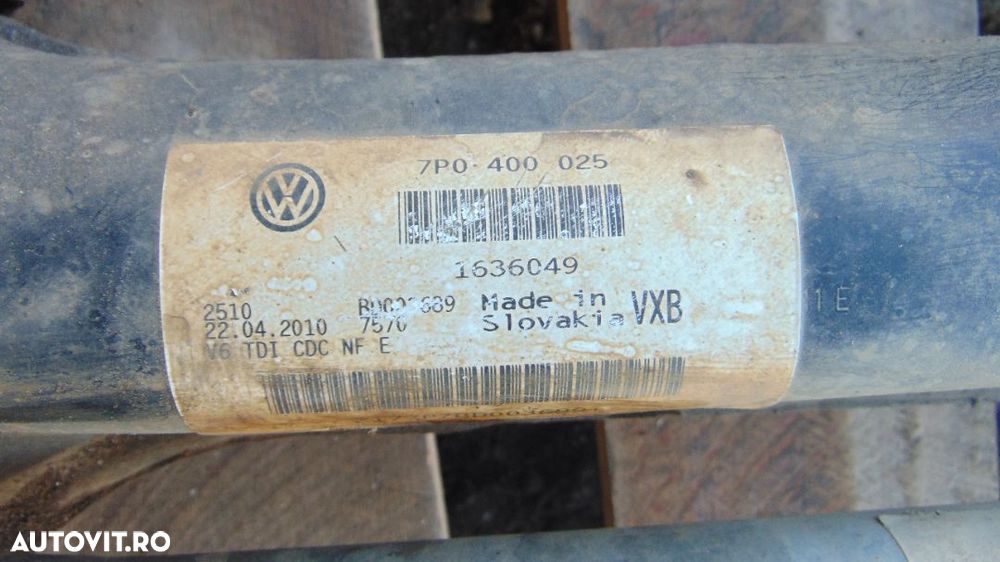 7P0 400 025
1636049
2510
22.04.2010 7570
Made in
Slovakia
VXB
V6 TDI CDC NF E
1E
AUTOVIT.RO